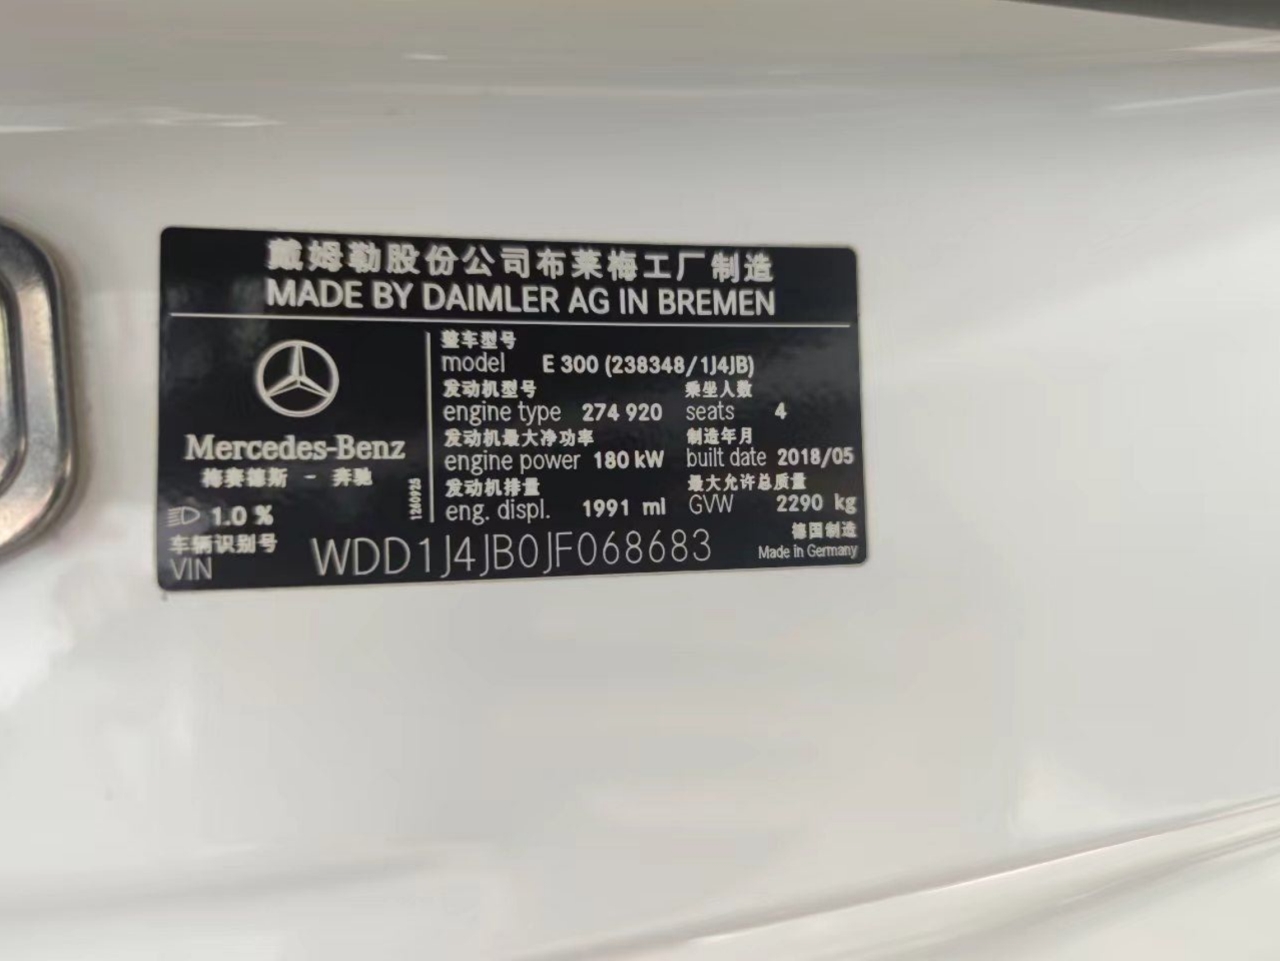 戴姆勒股份公司布莱梅工厂制造
MADE BY DAIMLER AG IN BREMEN
整车型号
model E 300 (238348/1J4JB)
发动机型号 乘坐人数
engine type 274 920 seats 4
发动机最大净功率 制造年月
engine power 180 kW built date 2018/05
发动机排量 最大允许总质量
eng. displ. 1991 ml GVW 2290 kg
Mercedes-Benz
梅赛德斯 - 奔驰
1260925
1.0 %
车辆识别号
VIN WDD1J4JB0JF068683
德国制造
Made in Germany